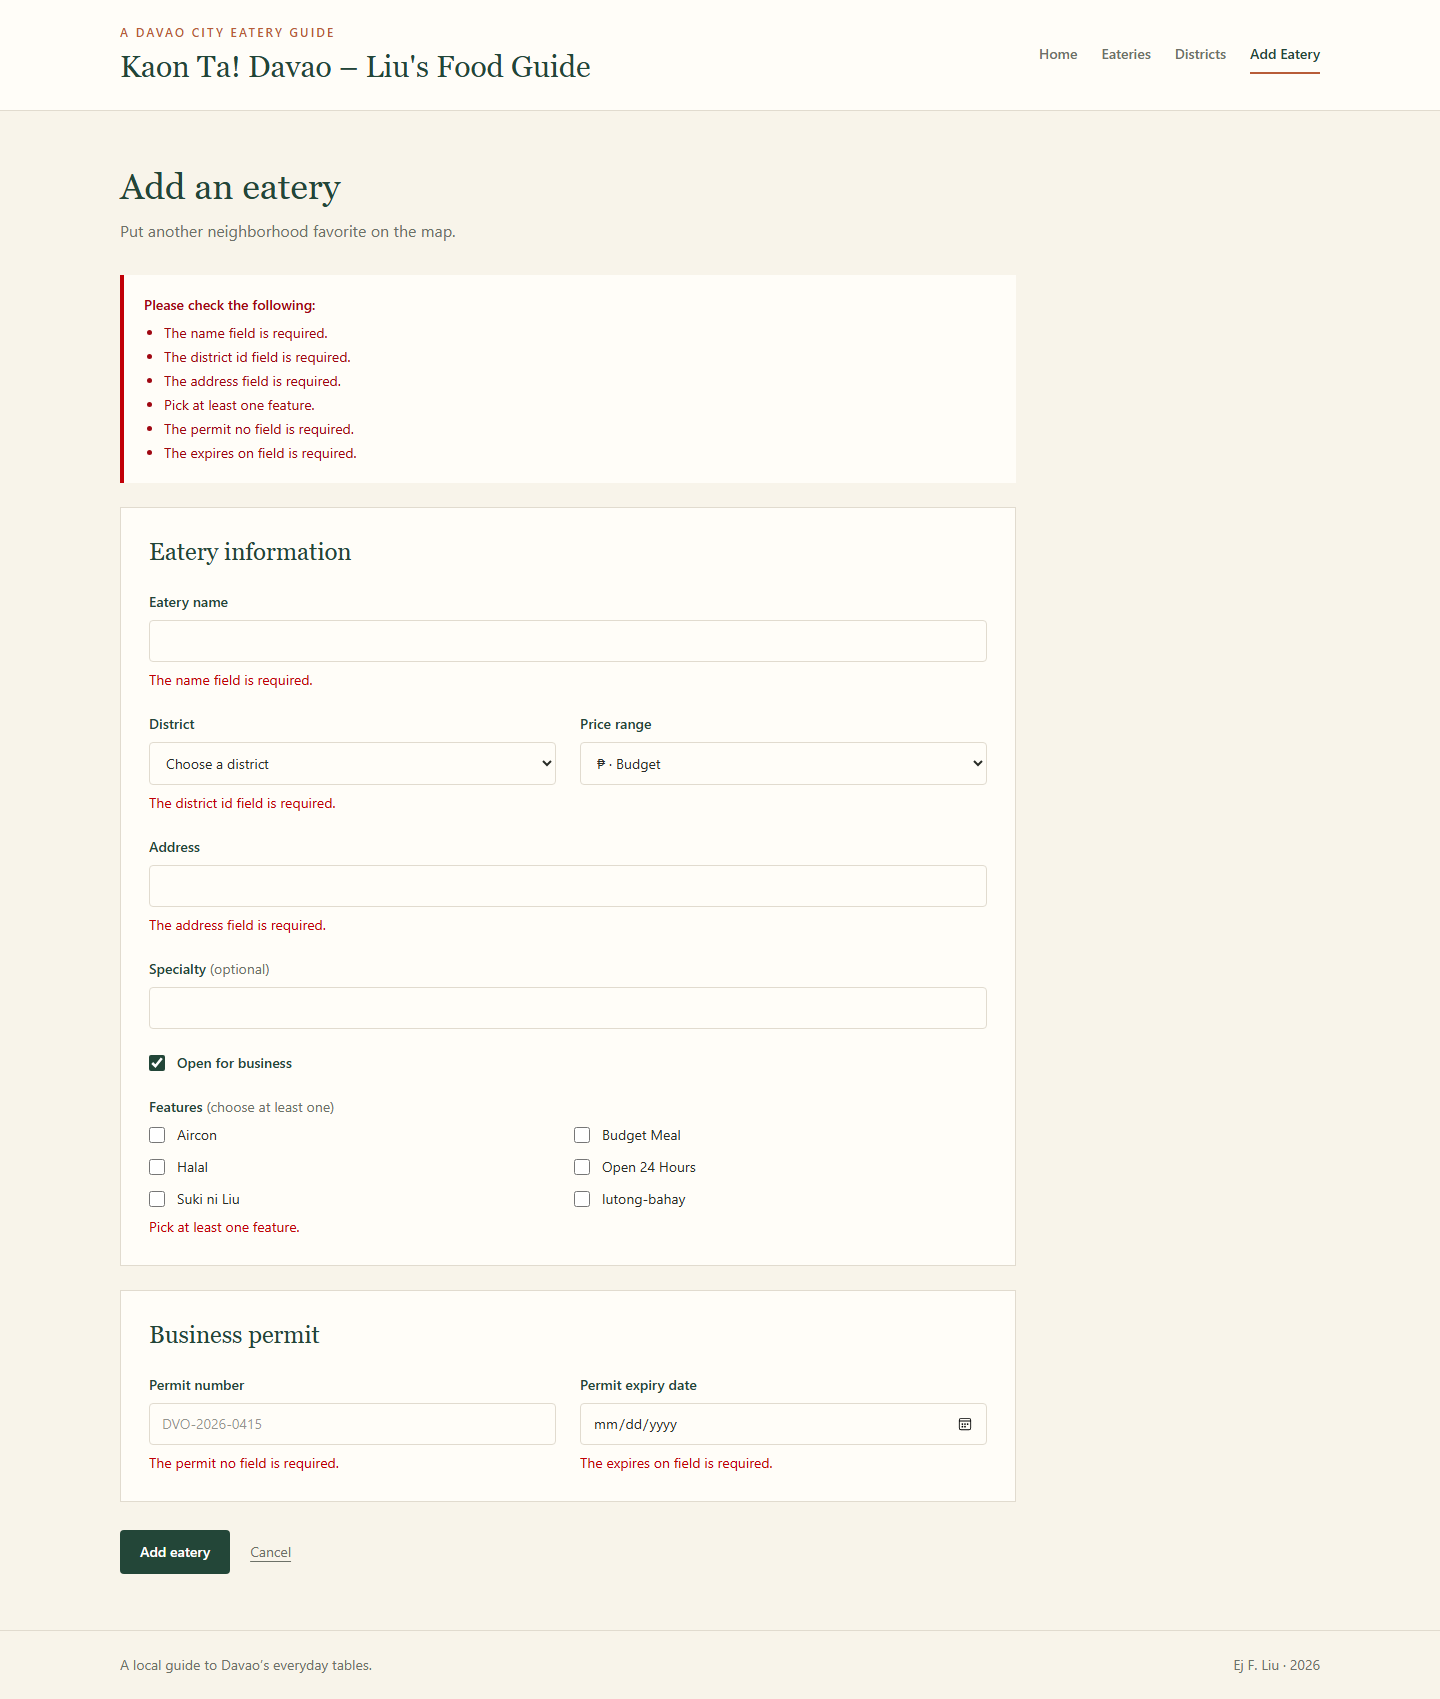 A DAVAO CITY EATERY GUIDE
Kaon Ta! Davao – Liu's Food Guide
Home Eateries Districts Add Eatery
Add an eatery
Put another neighborhood favorite on the map.
Please check the following:
• The name field is required.
• The district id field is required.
• The address field is required.
• Pick at least one feature.
• The permit no field is required.
• The expires on field is required.
Eatery information
Eatery name
The name field is required.
District Price range
Choose a district ₱ · Budget
The district id field is required.
Address
The address field is required.
Specialty (optional)
Open for business
Features (choose at least one)
Aircon Budget Meal
Halal Open 24 Hours
Suki ni Liu lutong-bahay
Pick at least one feature.
Business permit
Permit number Permit expiry date
DVO-2026-0415 mm/dd/yyyy
The permit no field is required. The expires on field is required.
Add eatery Cancel
A local guide to Davao’s everyday tables. Ej F. Liu · 2026